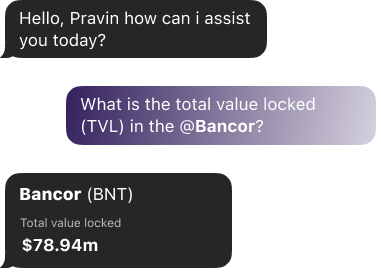 Hello, Pravin how can i assist
you today?
What is the total value locked
(TVL) in the @Bancor?
Bancor (BNT)
Total value locked
$78.94m